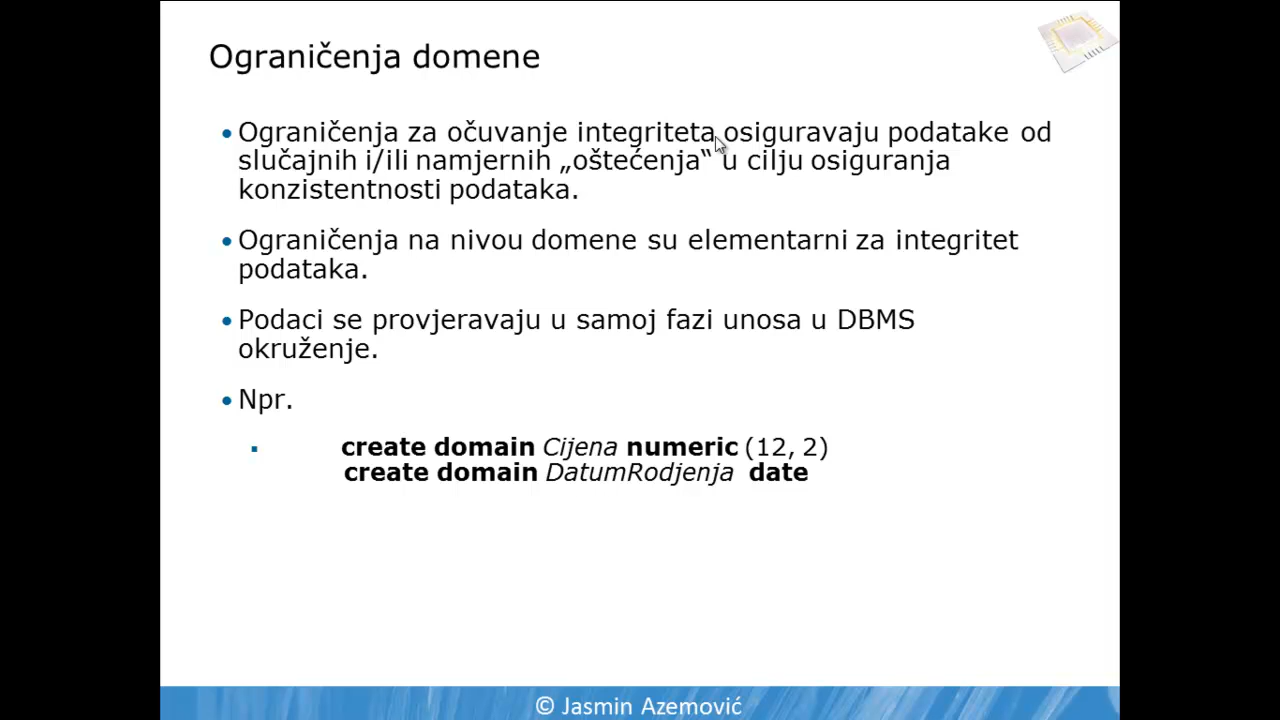 Ograničenja domene
•Ograničenja za očuvanje integriteta osiguravaju podatake od
slučajnih i/ili namjernih „oštećenja“ u cilju osiguranja
konzistentnosti podataka.
•Ograničenja na nivou domene su elementarni za integritet
podataka.
•Podaci se provjeravaju u samoj fazi unosa u DBMS
okruženje.
•Npr.
▪ create domain Cijena numeric (12, 2)
create domain DatumRodjenja date
© Jasmin Azemović